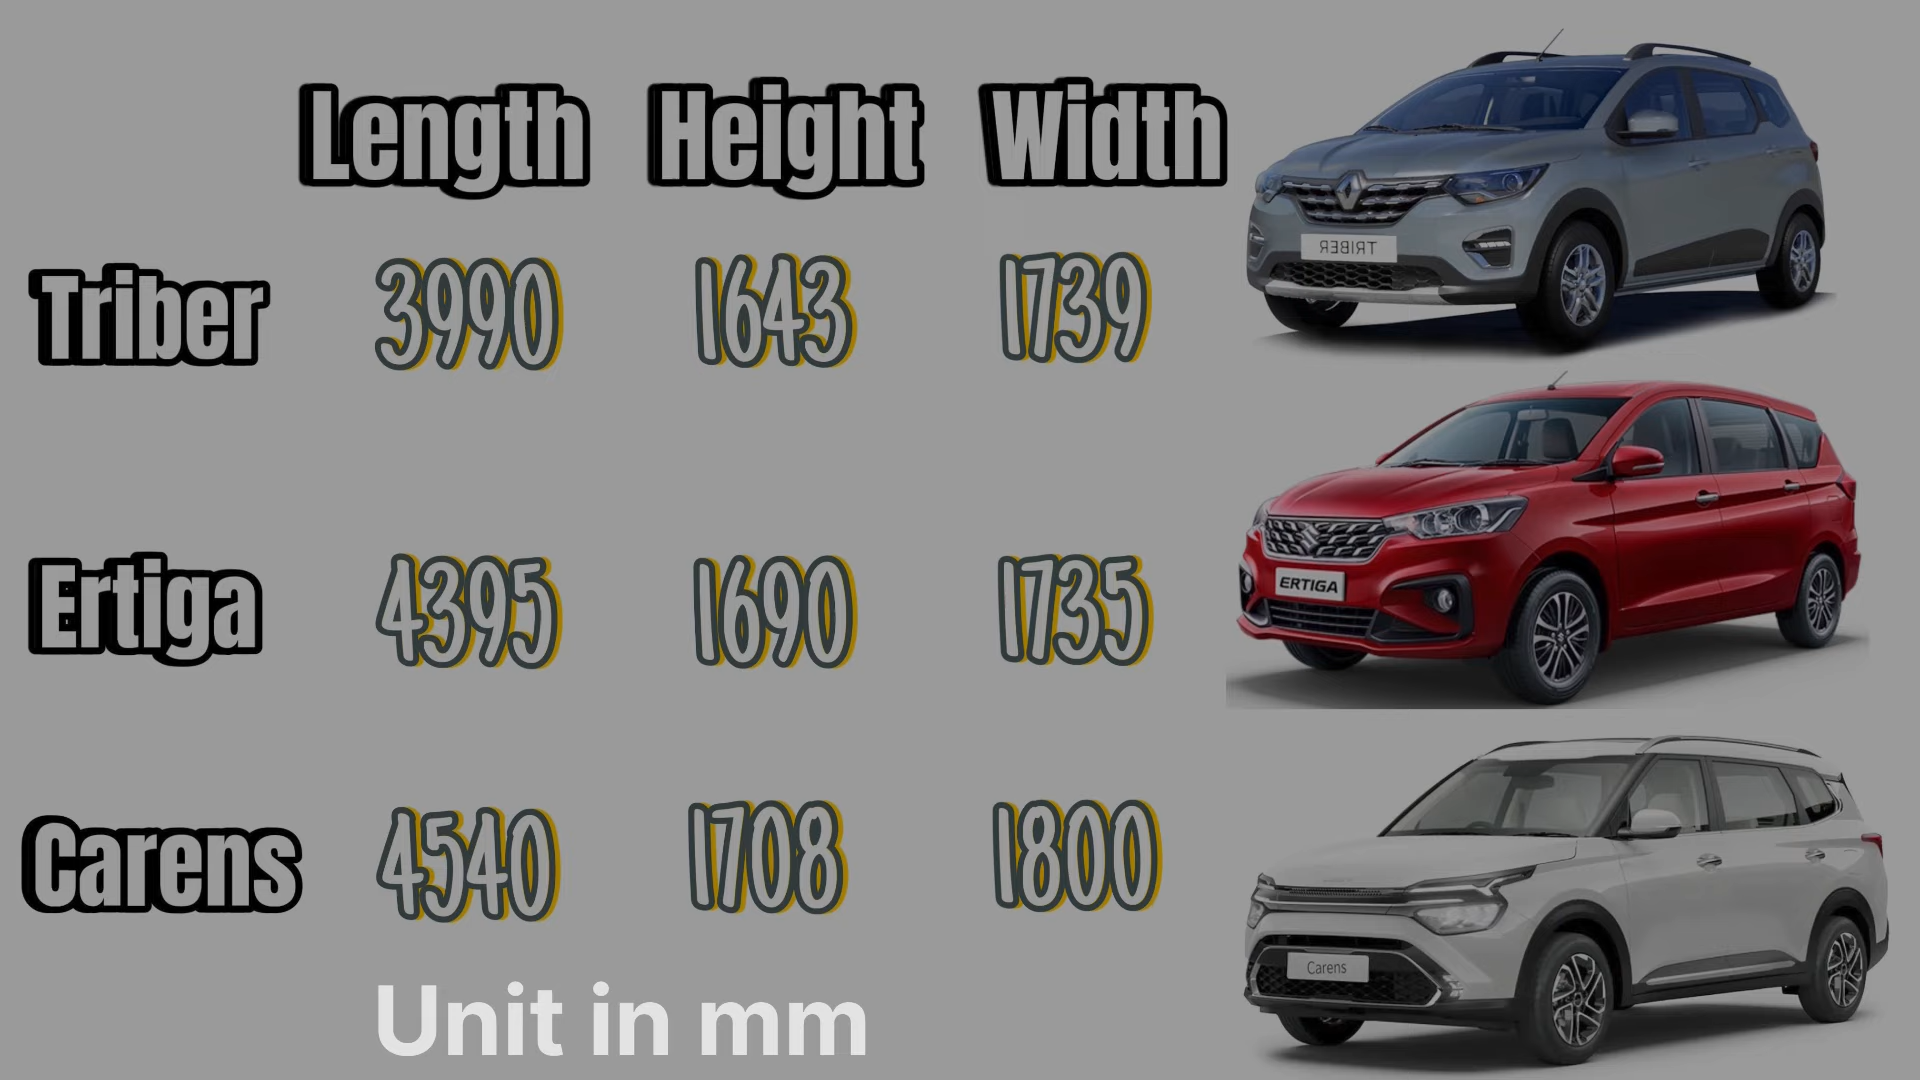 Length Height Width
TRIBER
Triber 3990 1643 1739
Ertiga 4395 1690 1735
ERTIGA
Carens 4540 1708 1800
Carens
Unit in mm